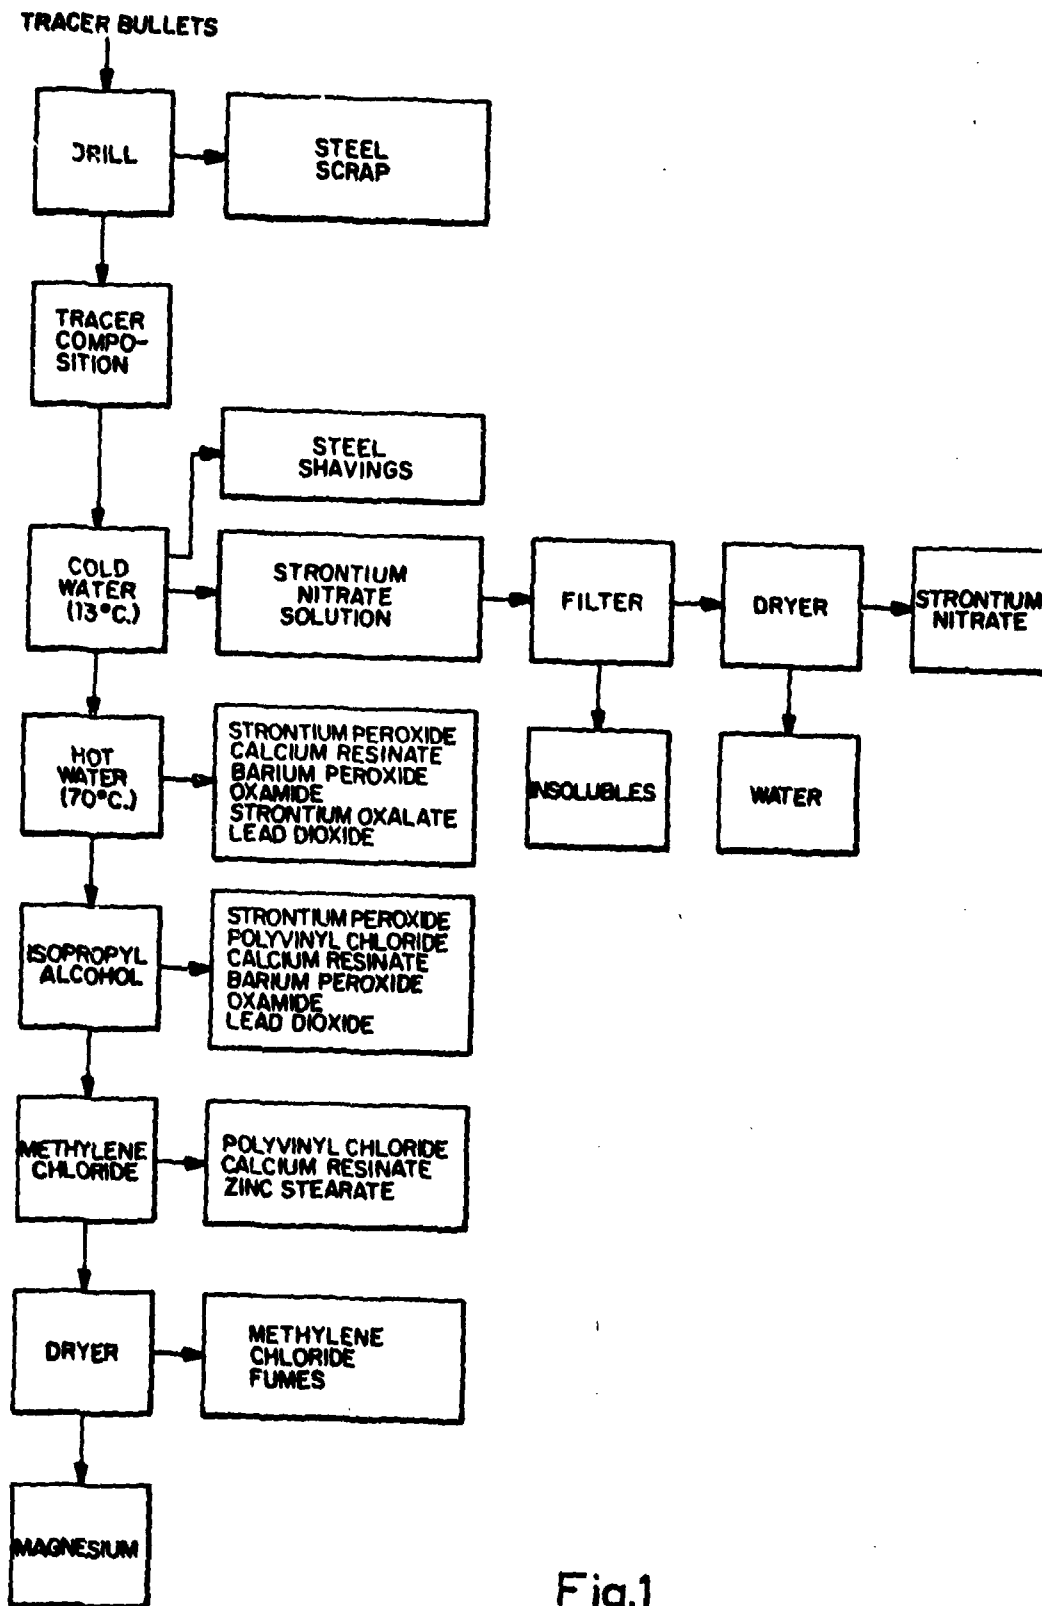 TRACER BULLETS
DRILL
STEEL
SCRAP
TRACER
COMPO-
SITION
STEEL
SHAVINGS
COLD
WATER
(13°C.)
STRONTIUM
NITRATE
SOLUTION
FILTER
DRYER
STRONTIUM
NITRATE
HOT
WATER
(70°C.)
STRONTIUM PEROXIDE
CALCIUM RESINATE
BARIUM PEROXIDE
OXAMIDE
STRONTIUM OXALATE
LEAD DIOXIDE
INSOLUBLES
WATER
ISOPROPYL
ALCOHOL
STRONTIUM PEROXIDE
POLYVINYL CHLORIDE
CALCIUM RESINATE
BARIUM PEROXIDE
OXAMIDE
LEAD DIOXIDE
METHYLENE
CHLORIDE
POLYVINYL CHLORIDE
CALCIUM RESINATE
ZINC STEARATE
DRYER
METHYLENE
CHLORIDE
FUMES
MAGNESIUM
Fig.1